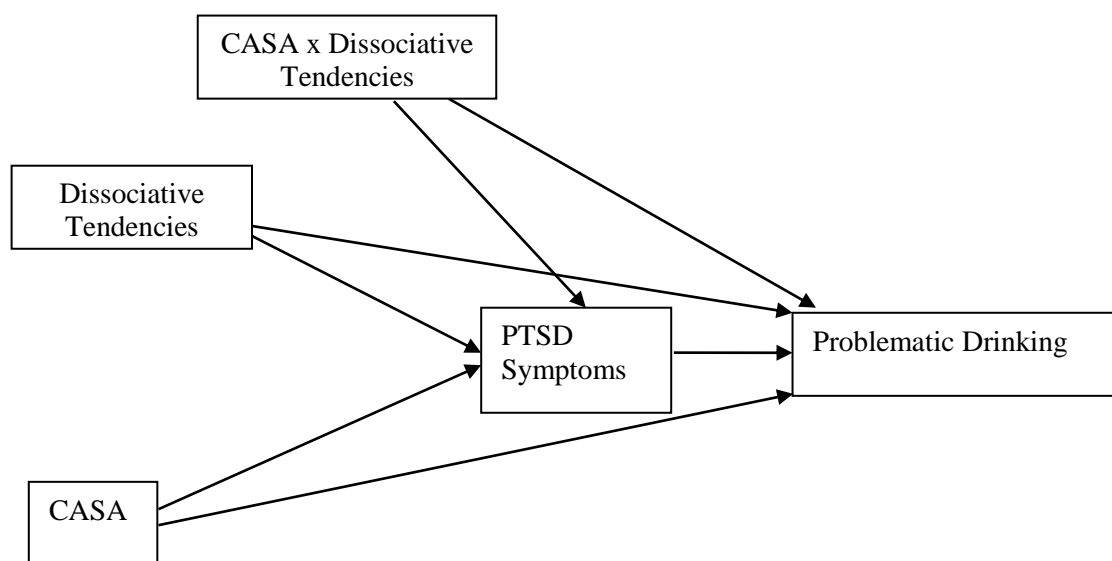 CASA x Dissociative
Tendencies
Dissociative
Tendencies
PTSD
Symptoms
Problematic Drinking
CASA